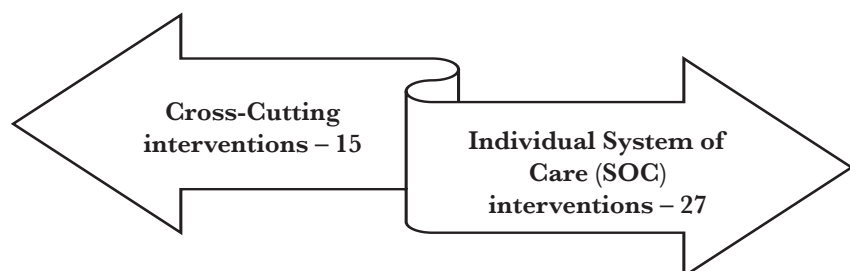 Cross-Cutting
interventions – 15
Individual System of
Care (SOC)
interventions – 27